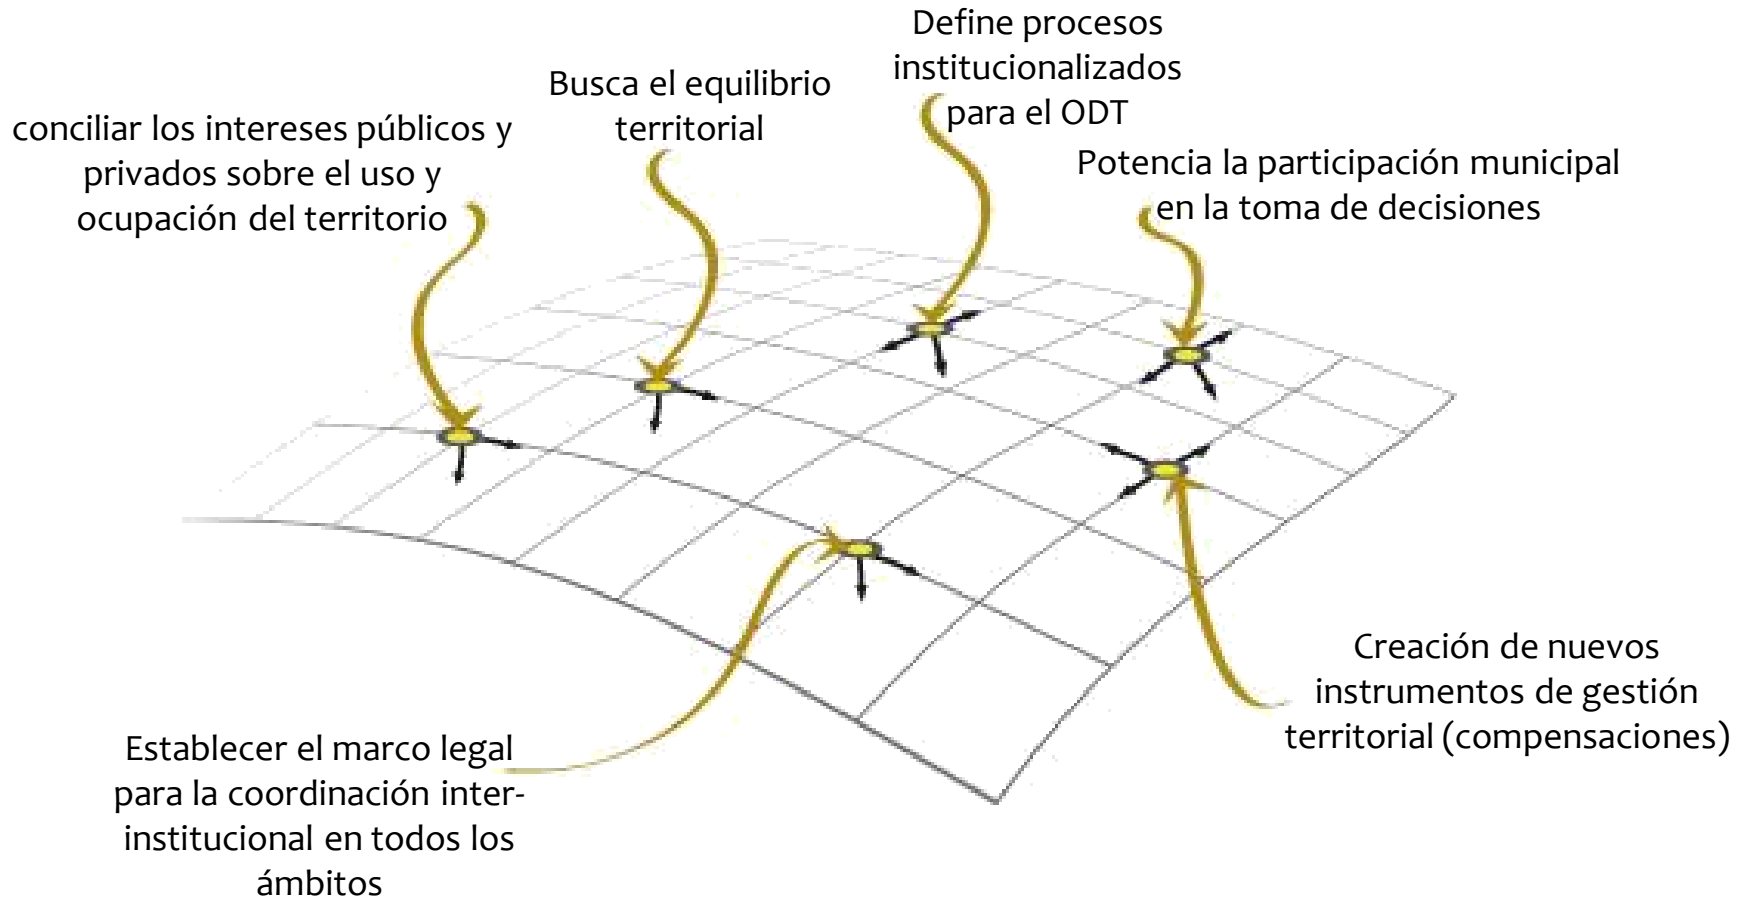 Define procesos
institucionalizados
para el ODT
Busca el equilibrio
territorial
conciliar los intereses públicos y
privados sobre el uso y
ocupación del territorio
Potencia la participación municipal
en la toma de decisiones
Creación de nuevos
instrumentos de gestión
territorial (compensaciones)
Establecer el marco legal
para la coordinación inter-
institucional en todos los
ámbitos